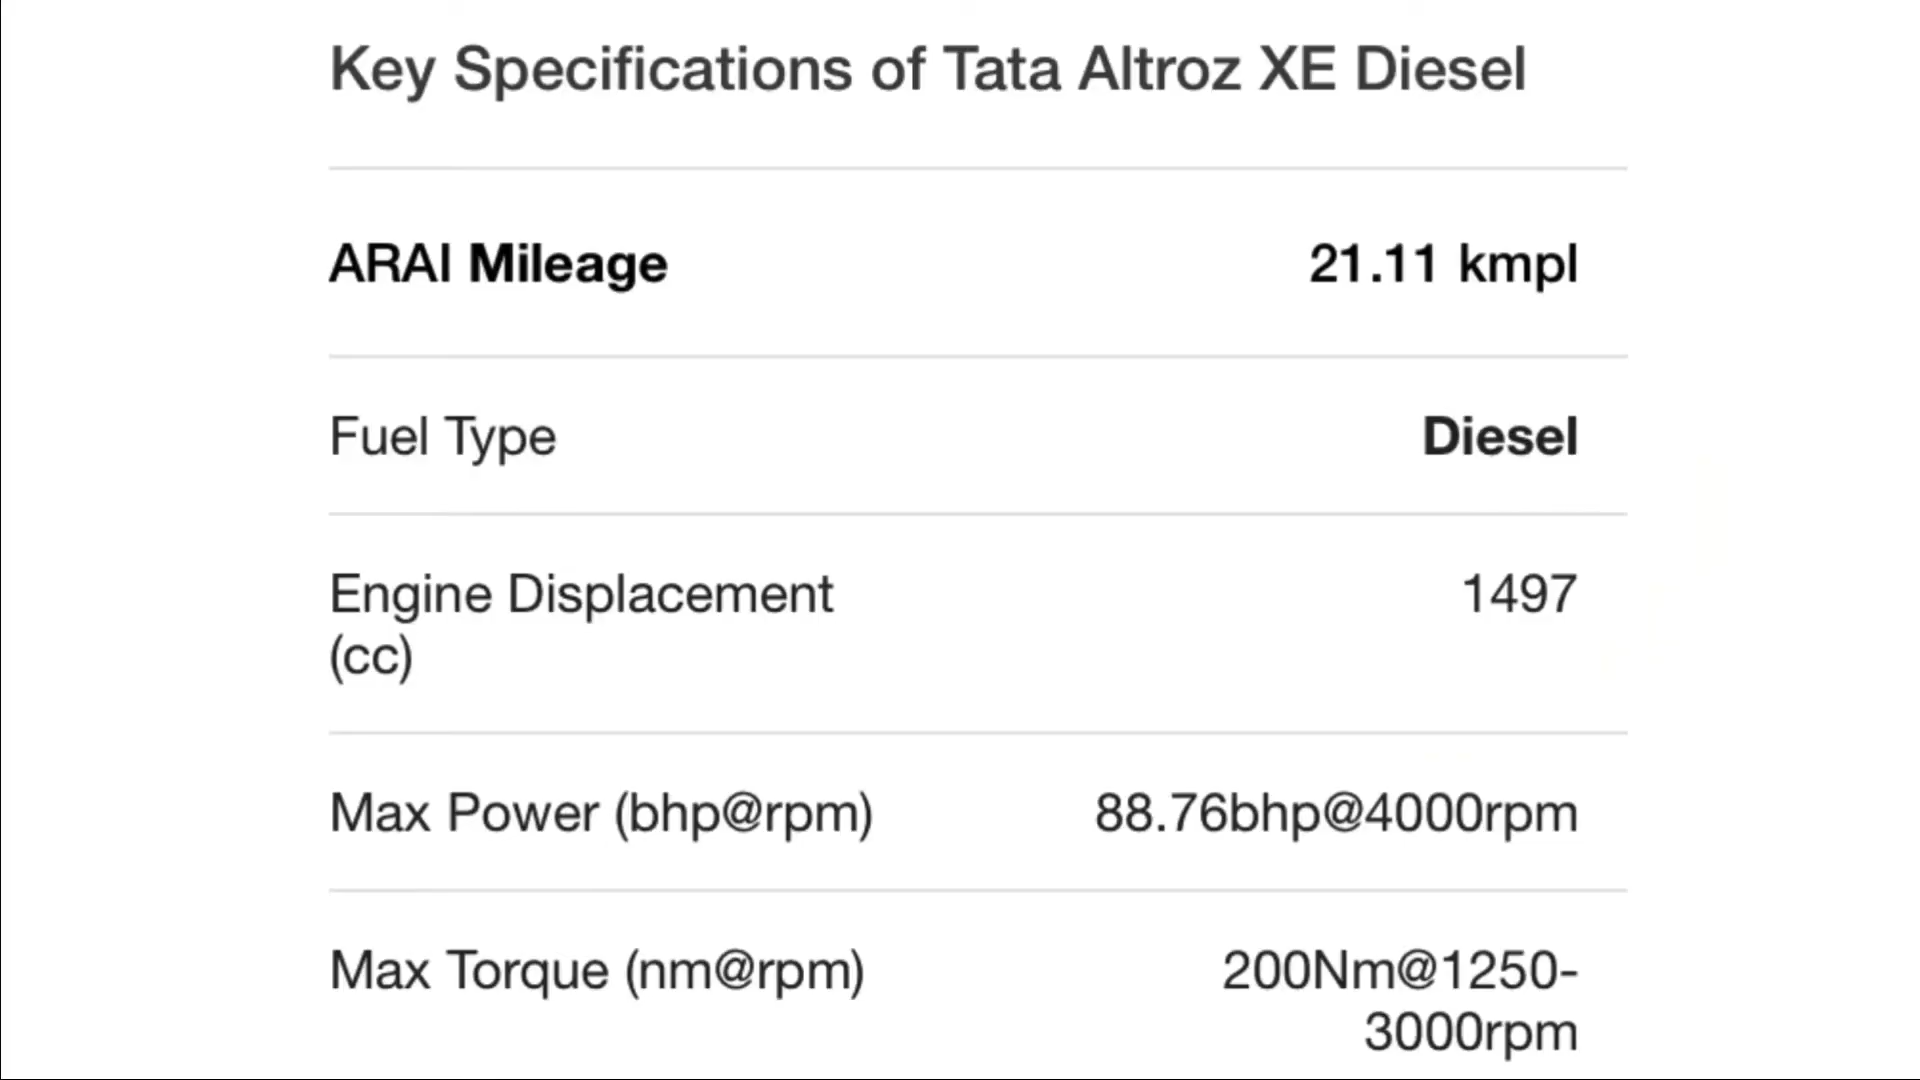 Key Specifications of Tata Altroz XE Diesel
ARAI Mileage 21.11 kmpl
Fuel Type Diesel
Engine Displacement 1497
(cc)
Max Power (bhp@rpm) 88.76bhp@4000rpm
Max Torque (nm@rpm) 200Nm@1250-
3000rpm